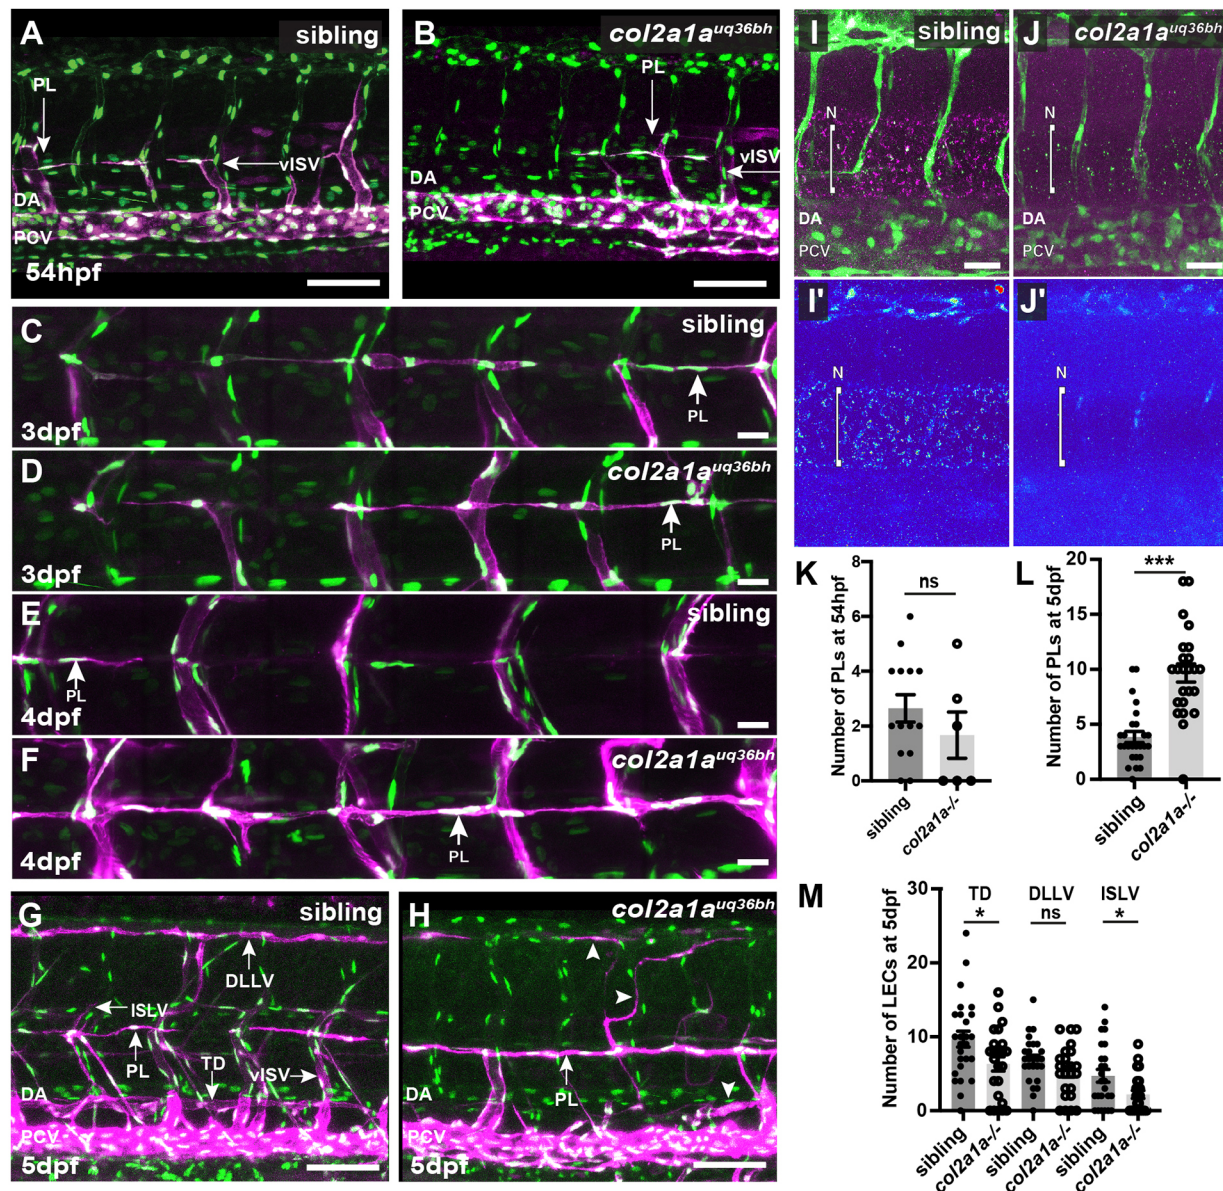 A
sibling
PL
vISV
DA
PCV
54hpf
B
col2a1a^uq36bh
PL
vISV
DA
PCV
C
sibling
PL
3dpf
D
col2a1a^uq36bh
PL
3dpf
E
sibling
PL
4dpf
F
col2a1a^uq36bh
PL
4dpf
G
sibling
DLLV
ISLV
PL
TD
vISV
DA
PCV
5dpf
H
col2a1a^uq36bh
PL
DA
PCV
5dpf
I
sibling
N
DA
PCV
J
col2a1a^uq36bh
N
DA
PCV
I'
N
J'
N
K
ns
8
6
4
2
0
Number of PLs at 54hpf
sibling
col2a1a-/-
L
***
20
15
10
5
0
Number of PLs at 5dpf
sibling
col2a1a-/-
M
TD
DLLV
ISLV
*
ns
*
30
20
10
0
Number of LECs at 5dpf
sibling
col2a1a-/-
sibling
col2a1a-/-
sibling
col2a1a-/-